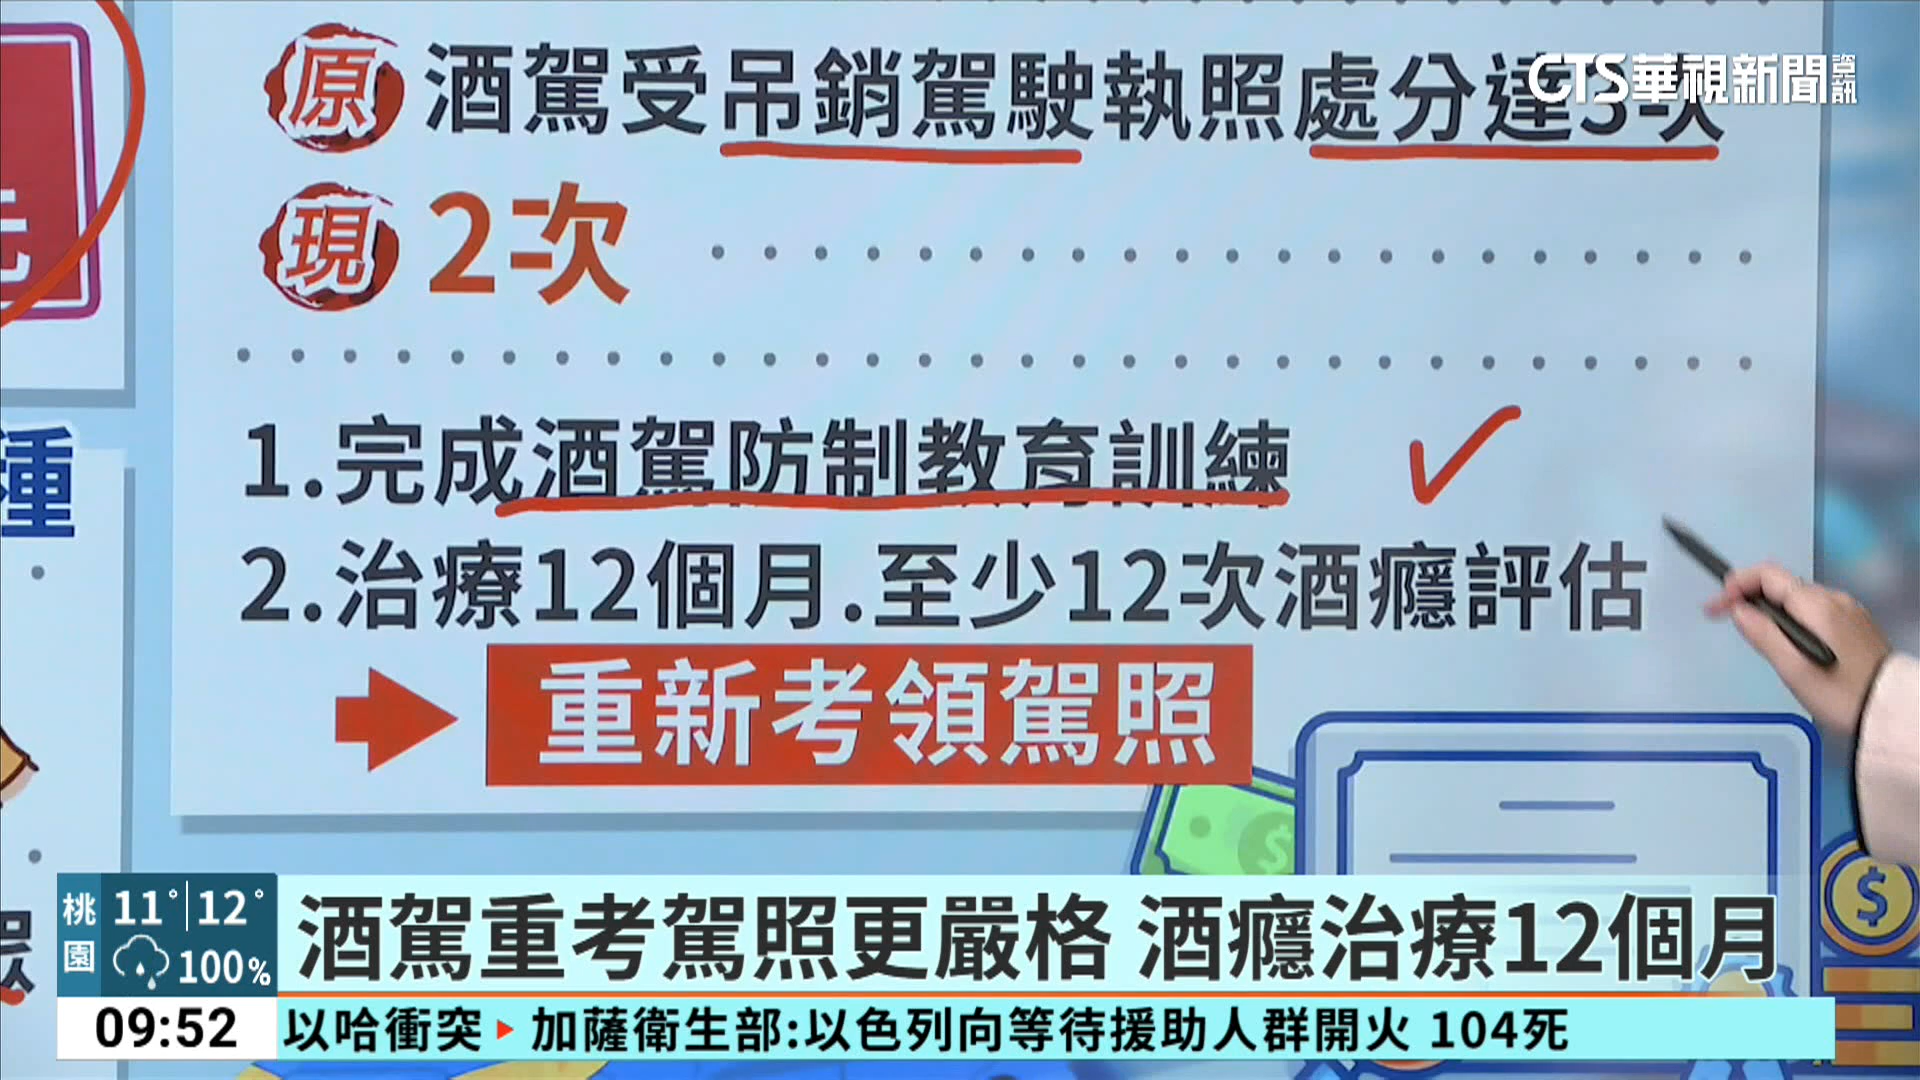 原 酒駕受吊銷駕駛執照處分達3次
CTS華視新聞資訊
現 2次
種
1.完成酒駕防制教育訓練
2.治療12個月.至少12次酒癮評估
重新考領駕照
桃園 11° 12° 100%
酒駕重考駕照更嚴格 酒癮治療12個月
09:52
以哈衝突 加薩衛生部:以色列向等待援助人群開火 104死